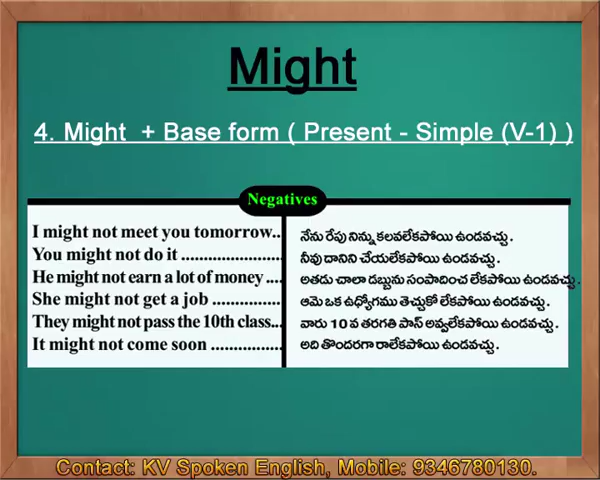 Might
4. Might + Base form ( Present - Simple (V-1) )
Negatives
I might not meet you tomorrow.. నేను రేపు నిన్ను కలవలేకపోయి ఉండవచ్చు.
You might not do it ...................... నీవు దానిని చేయలేకపోయి ఉండవచ్చు.
He might not earn a lot of money .... అతడు చాలా డబ్బును సంపాదించ లేకపోయి ఉండవచ్చు.
She might not get a job ............... ఆమె ఒక ఉధ్యోగము తెచ్చుకో లేకపోయి ఉండవచ్చు.
They might not pass the 10th class... వారు 10 వ తరగతి పాస్ అవ్వలేకపోయి ఉండవచ్చు.
It might not come soon ................ అది తొందరగా రాలేకపోయి ఉండవచ్చు.
Contact: KV Spoken English, Mobile: 9346780130.